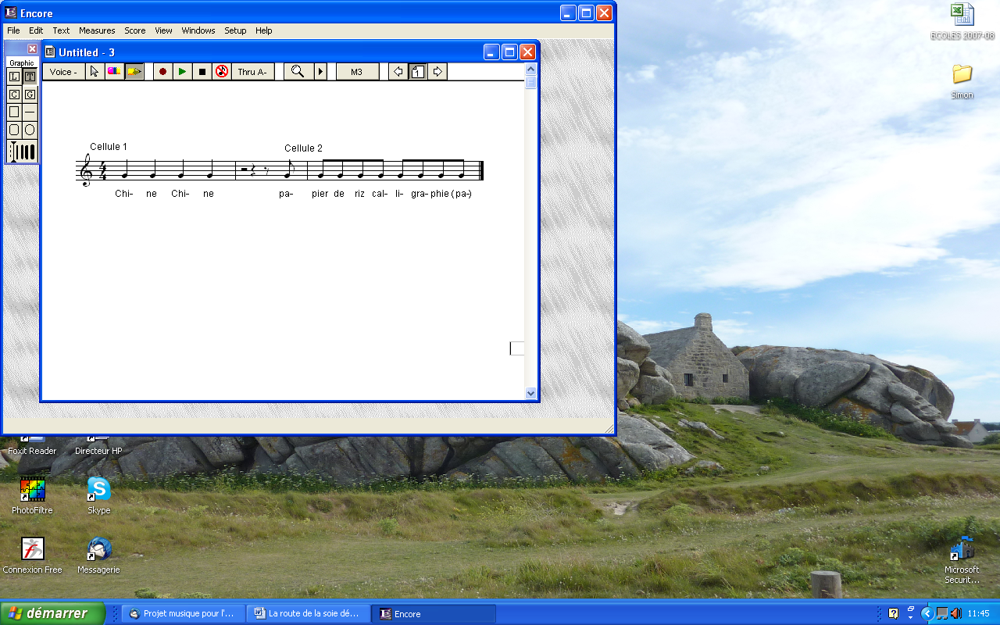 Encore
File Edit Text Measures Score View Windows Setup Help
Graphic
Untitled - 3
L T
C G
Voice - Thru A- M3 1
Cellule 1 Cellule 2
4
4
Chi- ne Chi- ne pa- pier de riz cal- li- gra- phie (pa-)
ECOLES 2007-08
Simon
Foxit Reader Directeur HP
PhotoFiltre Skype
Connexion Free Messagerie
Microsoft
Securit...
démarrer Projet musique pour l'... La route de la soie dé... Encore 11:45